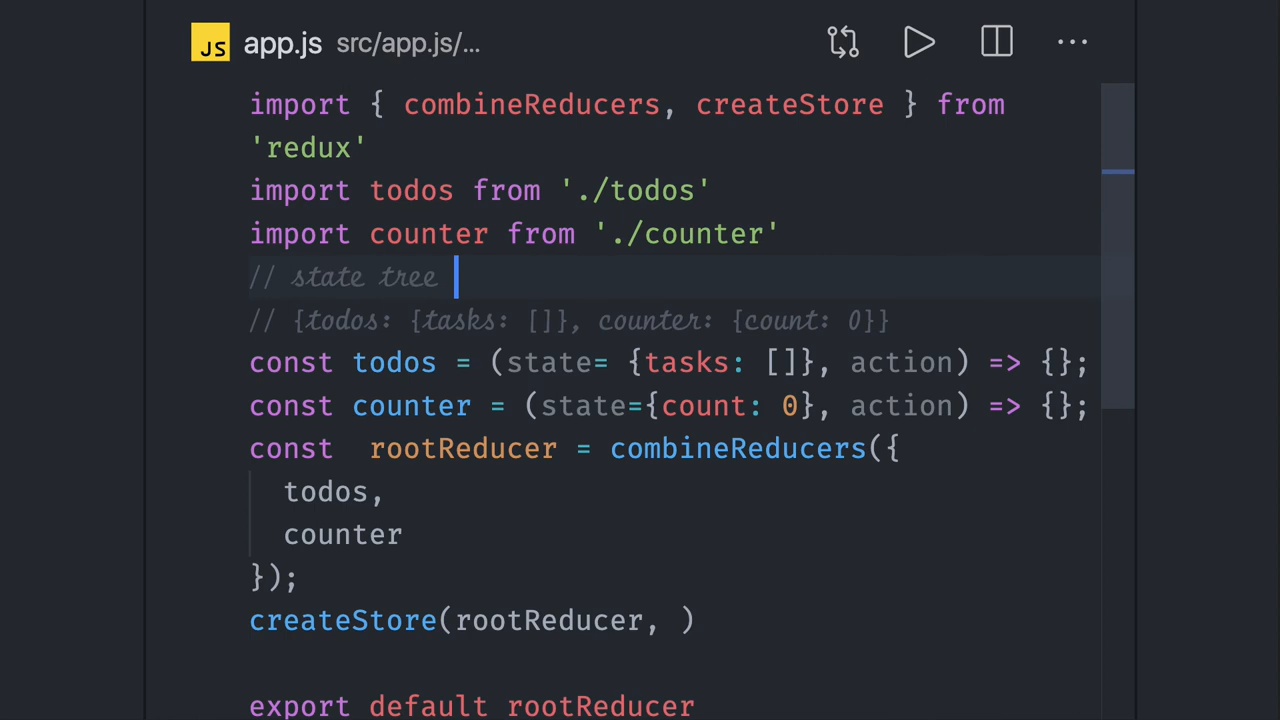 JS app.js src/app.js/...
import { combineReducers, createStore } from
'redux'
import todos from './todos'
import counter from './counter'
// state tree
// {todos: {tasks: []}, counter: {count: 0}}
const todos = (state= {tasks: []}, action) => {};
const counter = (state={count: 0}, action) => {};
const  rootReducer = combineReducers({
  todos,
  counter
});
createStore(rootReducer, )
export default rootReducer